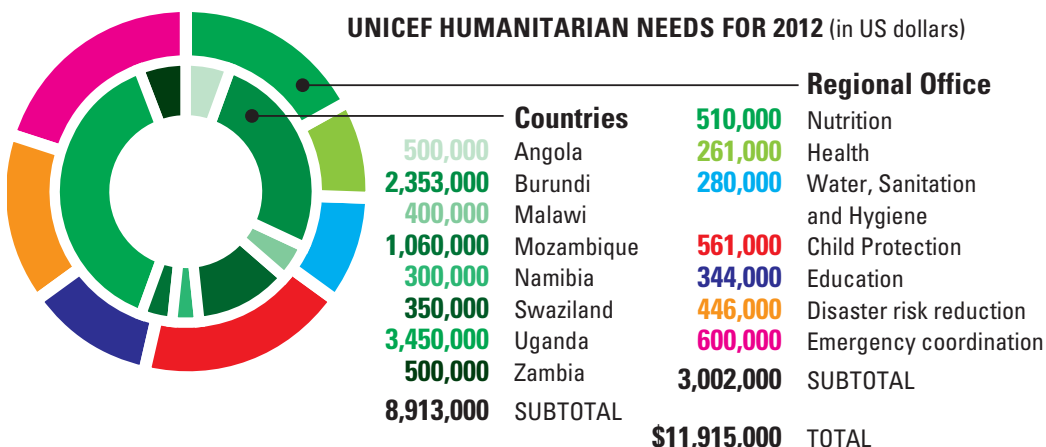 UNICEF HUMANITARIAN NEEDS FOR 2012 (in US dollars)
Countries
500,000 Angola
2,353,000 Burundi
400,000 Malawi
1,060,000 Mozambique
300,000 Namibia
350,000 Swaziland
3,450,000 Uganda
500,000 Zambia
8,913,000 SUBTOTAL
Regional Office
510,000 Nutrition
261,000 Health
280,000 Water, Sanitation
and Hygiene
561,000 Child Protection
344,000 Education
446,000 Disaster risk reduction
600,000 Emergency coordination
3,002,000 SUBTOTAL
$11,915,000 TOTAL